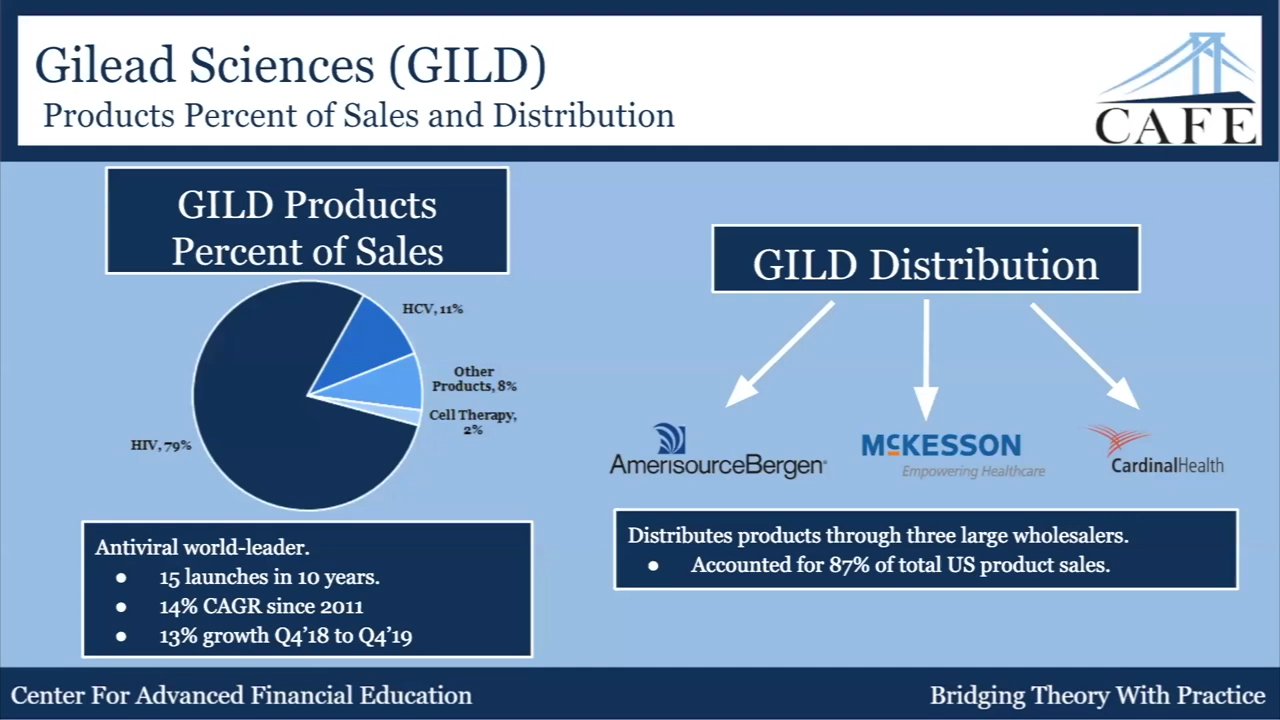 Gilead Sciences (GILD)
Products Percent of Sales and Distribution
CAFE
GILD Products
Percent of Sales
HCV, 11%
Other
Products, 8%
Cell Therapy,
2%
HIV, 79%
Antiviral world-leader.
● 15 launches in 10 years.
● 14% CAGR since 2011
● 13% growth Q4'18 to Q4'19
GILD Distribution
AmerisourceBergen
MCKESSON
Empowering Healthcare
CardinalHealth
Distributes products through three large wholesalers.
● Accounted for 87% of total US product sales.
Center For Advanced Financial Education
Bridging Theory With Practice